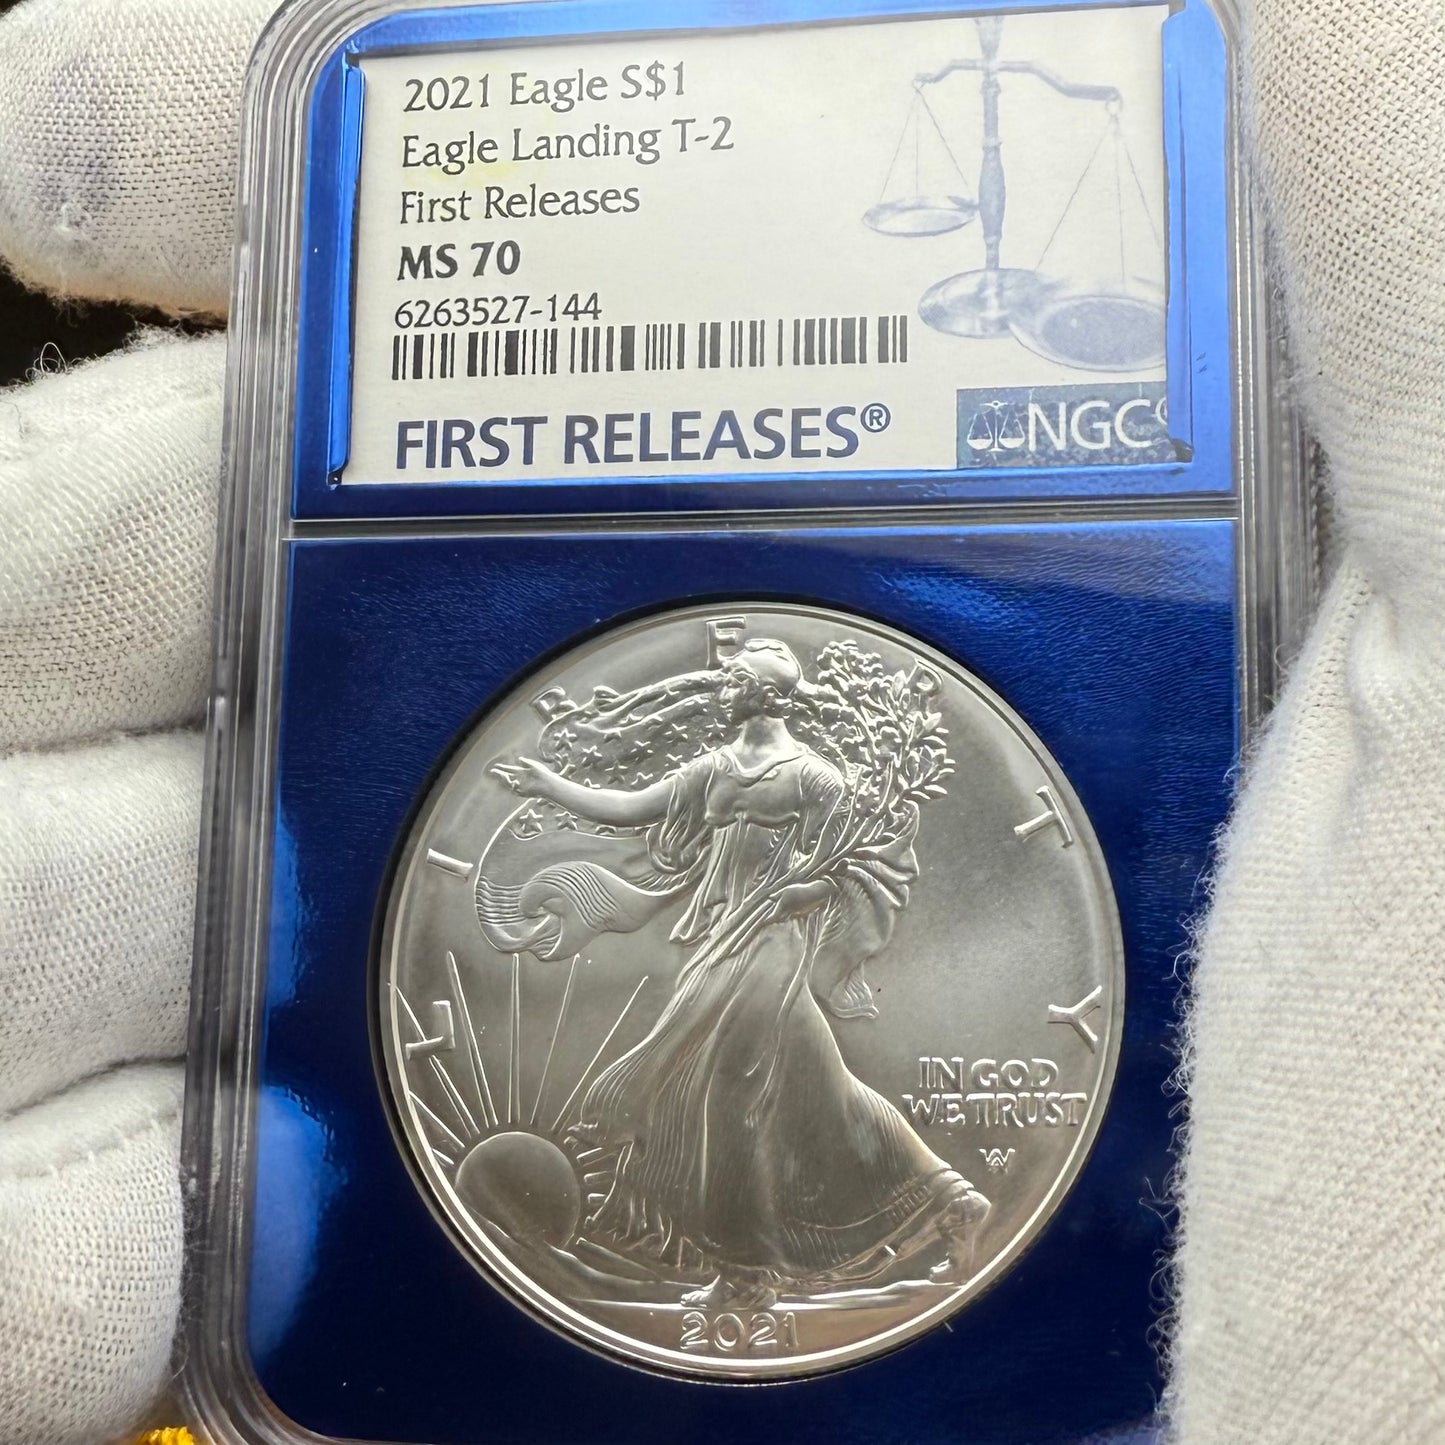 2021 Eagle S$1
Eagle Landing T-2
First Releases
MS 70
6263527-144
FIRST RELEASES®
NGC
LIBERTY
IN GOD
WE TRUST
AW
2021